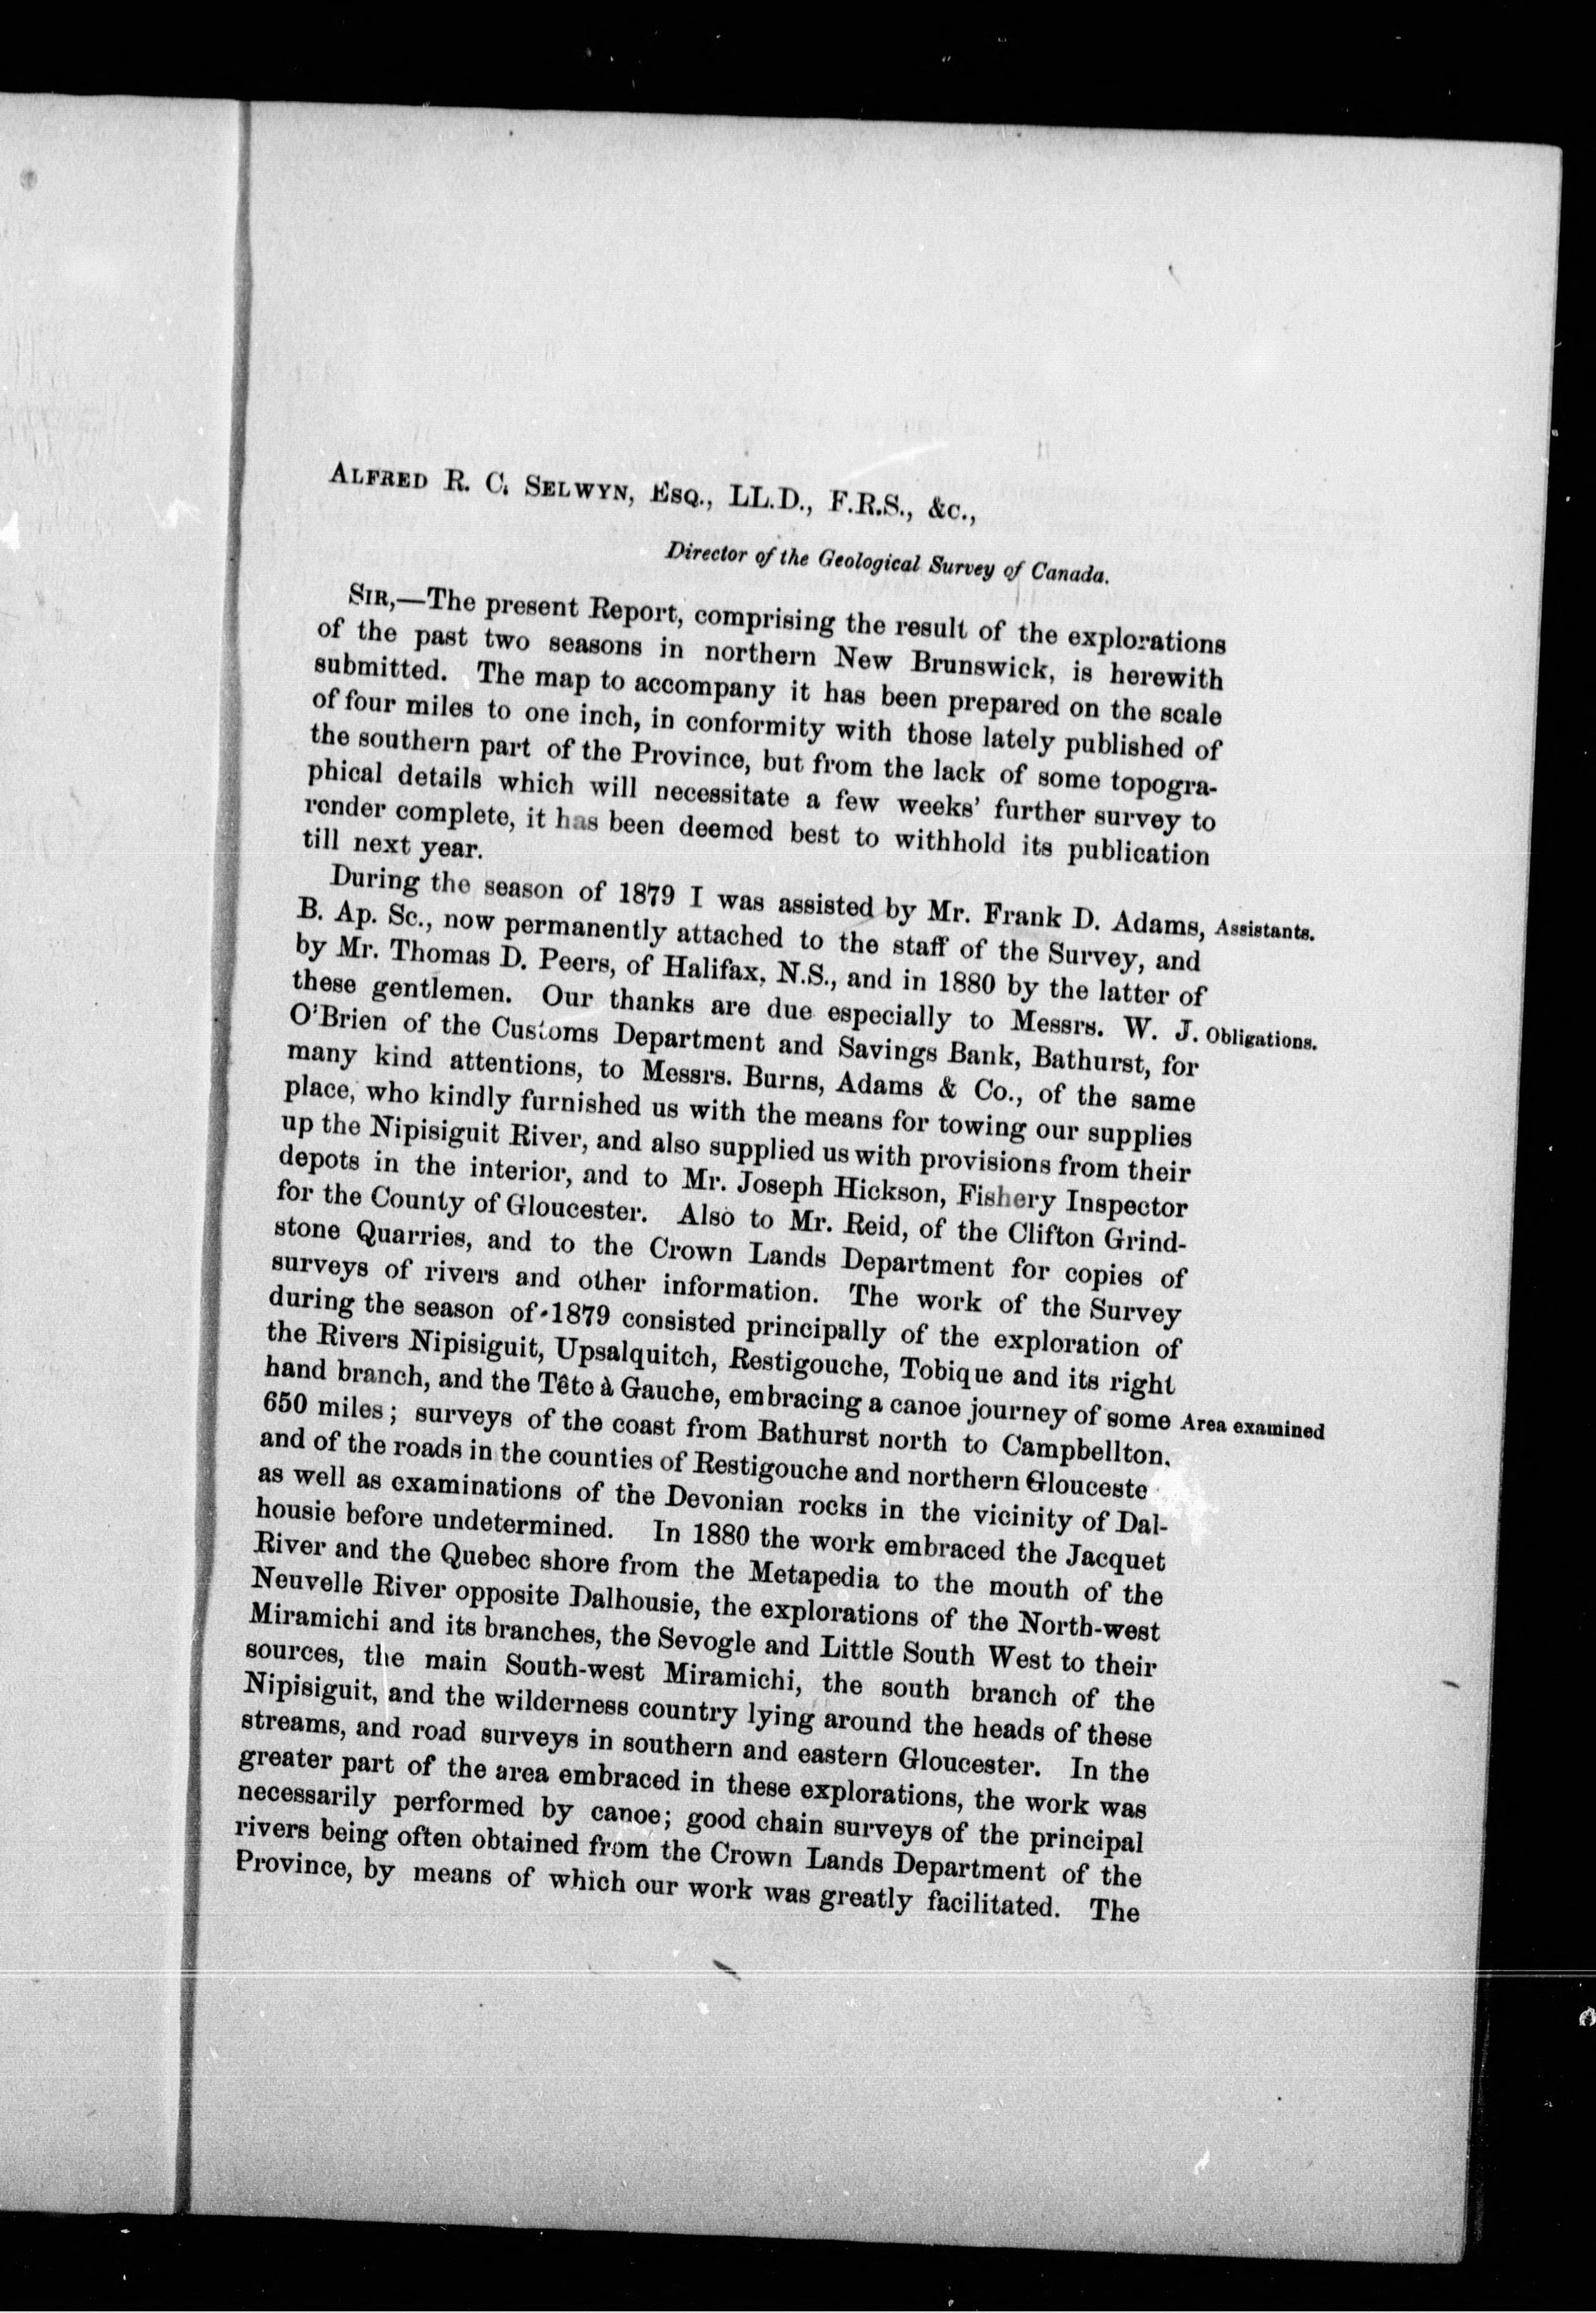 ALFRED R. C. SELWYN, ESQ., LL.D., F.R.S., &C.,
Director of the Geological Survey of Canada.
SIR,—The present Report, comprising the result of the explorations
of the past two seasons in northern New Brunswick, is herewith
submitted. The map to accompany it has been prepared on the scale
of four miles to one inch, in conformity with those lately published of
the southern part of the Province, but from the lack of some topogra-
phical details which will necessitate a few weeks' further survey to
render complete, it has been deemed best to withhold its publication
till next year.
During the season of 1879 I was assisted by Mr. Frank D. Adams, Assistants.
B. Ap. Sc., now permanently attached to the staff of the Survey, and
by Mr. Thomas D. Peers, of Halifax, N.S., and in 1880 by the latter of
these gentlemen. Our thanks are due especially to Messrs. W. J. Obligations.
O'Brien of the Customs Department and Savings Bank, Bathurst, for
many kind attentions, to Messrs. Burns, Adams & Co., of the same
place, who kindly furnished us with the means for towing our supplies
up the Nipisiguit River, and also supplied us with provisions from their
depots in the interior, and to Mr. Joseph Hickson, Fishery Inspector
for the County of Gloucester. Also to Mr. Reid, of the Clifton Grind-
stone Quarries, and to the Crown Lands Department for copies of
surveys of rivers and other information. The work of the Survey
during the season of 1879 consisted principally of the exploration of
the Rivers Nipisiguit, Upsalquitch, Restigouche, Tobique and its right
hand branch, and the Tête à Gauche, embracing a canoe journey of some Area examined
650 miles; surveys of the coast from Bathurst north to Campbellton,
and of the roads in the counties of Restigouche and northern Glouceste
as well as examinations of the Devonian rocks in the vicinity of Dal-
housie before undetermined. In 1880 the work embraced the Jacquet
River and the Quebec shore from the Metapedia to the mouth of the
Neuvelle River opposite Dalhousie, the explorations of the North-west
Miramichi and its branches, the Sevogle and Little South West to their
sources, the main South-west Miramichi, the south branch of the
Nipisiguit, and the wilderness country lying around the heads of these
streams, and road surveys in southern and eastern Gloucester. In the
greater part of the area embraced in these explorations, the work was
necessarily performed by canoe; good chain surveys of the principal
rivers being often obtained from the Crown Lands Department of the
Province, by means of which our work was greatly facilitated. The